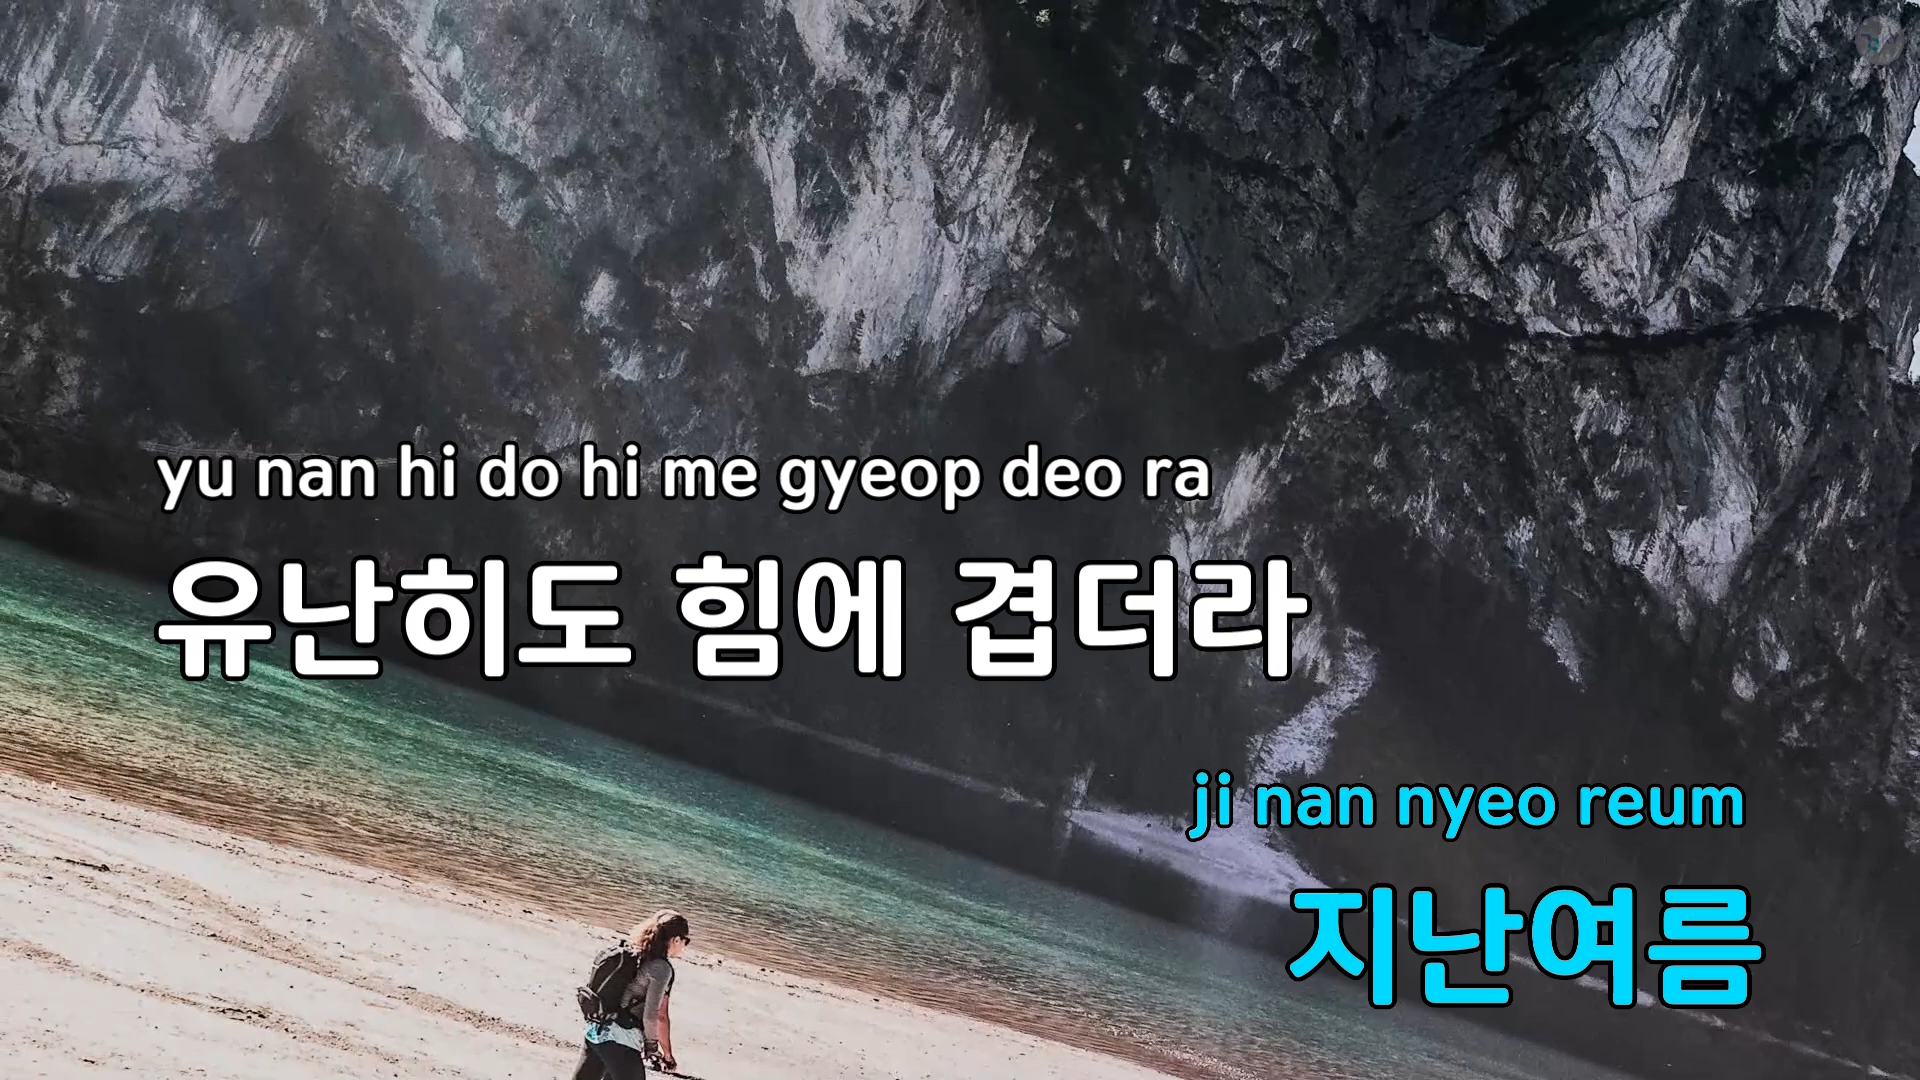 yu nan hi do hi me gyeop deo ra
유난히도 힘에 겹더라
ji nan nyeo reum
지난여름